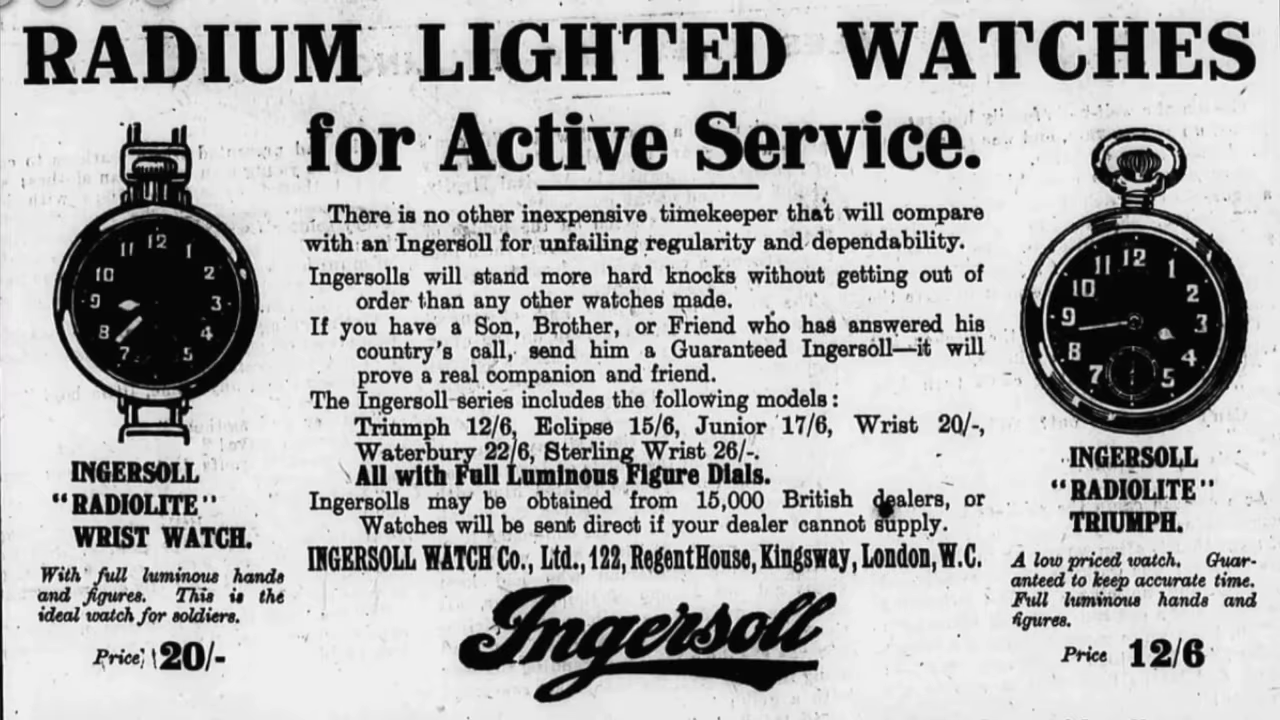 RADIUM LIGHTED WATCHES
for Active Service.
There is no other inexpensive timekeeper that will compare
with an Ingersoll for unfailing regularity and dependability.
Ingersolls will stand more hard knocks without getting out of
order than any other watches made.
If you have a Son, Brother, or Friend who has answered his
country's call, send him a Guaranteed Ingersoll—it will
prove a real companion and friend.
The Ingersoll series includes the following models:
Triumph 12/6, Eclipse 15/6, Junior 17/6, Wrist 20/-,
Waterbury 22/6, Sterling Wrist 26/-.
All with Full Luminous Figure Dials.
Ingersolls may be obtained from 15,000 British dealers, or
Watches will be sent direct if your dealer cannot supply.
INGERSOLL WATCH Co., Ltd., 122, Regent House, Kingsway, London, W.C.
Ingersoll
12 1 2 3 4 5 7 8 9 10 11
INGERSOLL
"RADIOLITE"
WRIST WATCH.
With full luminous hands
and figures. This is the
ideal watch for soldiers.
Price 20/-
12 1 2 3 4 5 7 8 9 10 11
INGERSOLL
"RADIOLITE"
TRIUMPH.
A low priced watch. Guar-
anteed to keep accurate time.
Full luminous hands and
figures.
Price 12/6